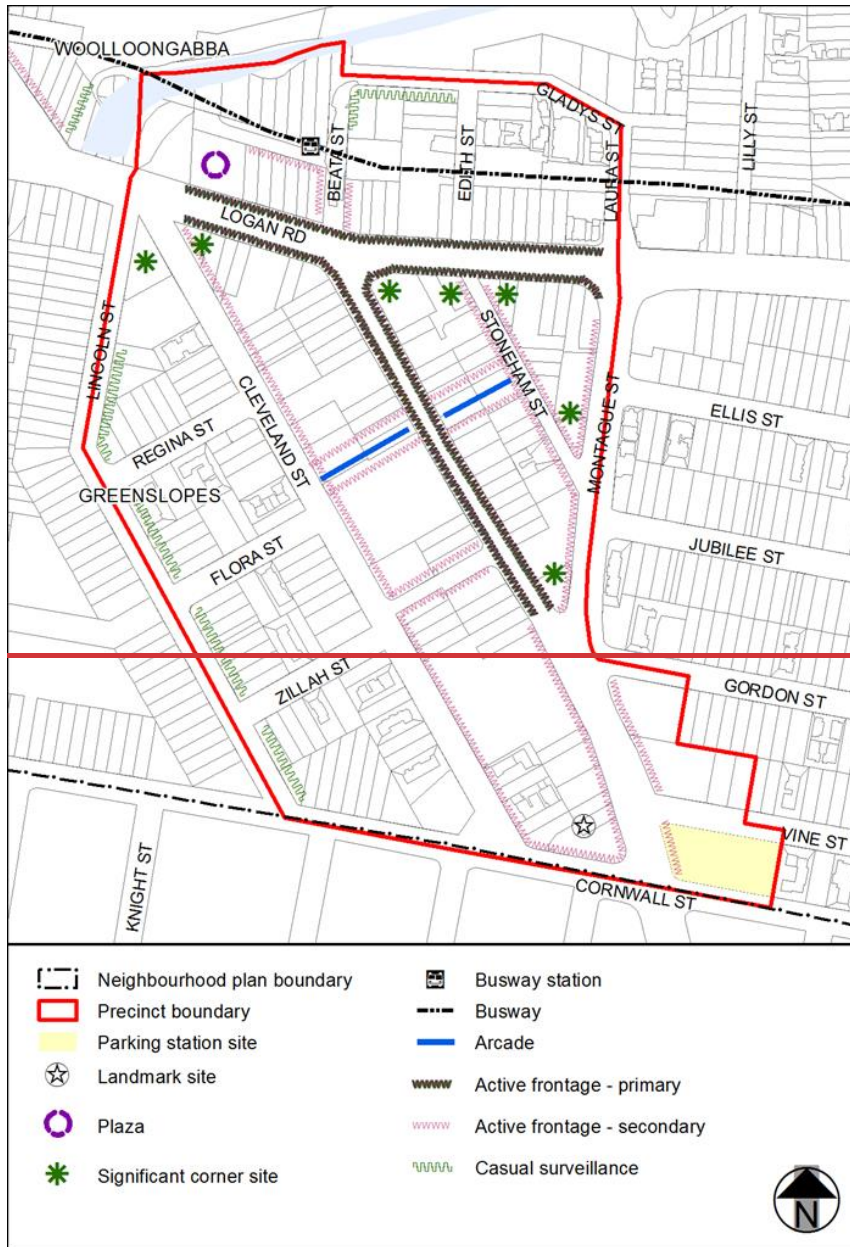 WOOLLOONGABBA
GLADYS ST
BEATA ST
EDITH ST
LAURA ST
LILLY ST
LOGAN RD
LINCOLN ST
STONEHAM ST
CLEVELAND ST
MONTAGUE ST
ELLIS ST
REGINA ST
GREENSLOPES
FLORA ST
JUBILEE ST
ZILLAH ST
GORDON ST
VINE ST
KNIGHT ST
CORNWALL ST
Neighbourhood plan boundary
Precinct boundary
Parking station site
Landmark site
Plaza
Significant corner site
Busway station
Busway
Arcade
Active frontage - primary
Active frontage - secondary
Casual surveillance
N